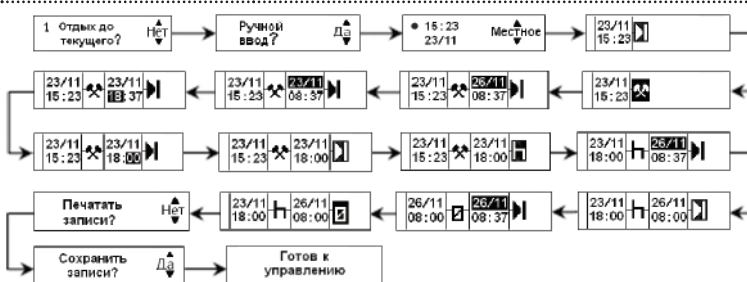 1 Отдых до
текущего? Нет
Ручной
ввод? Да
15:23 Местное
23/11
23/11
15:23
23/11 23/11
15:23 18:37
23/11 23/11
15:23 08:37
23/11 26/11
15:23 08:37
23/11
15:23
23/11 23/11
15:23 18:00
23/11 23/11
15:23 18:00
23/11 23/11
15:23 18:00
23/11 26/11
18:00 08:37
Печатать
записи? Нет
23/11 26/11
18:00 08:00
26/11 26/11
08:00 08:37
23/11 26/11
18:00 08:00
Сохранить
записи? Да
Готов к
управлению